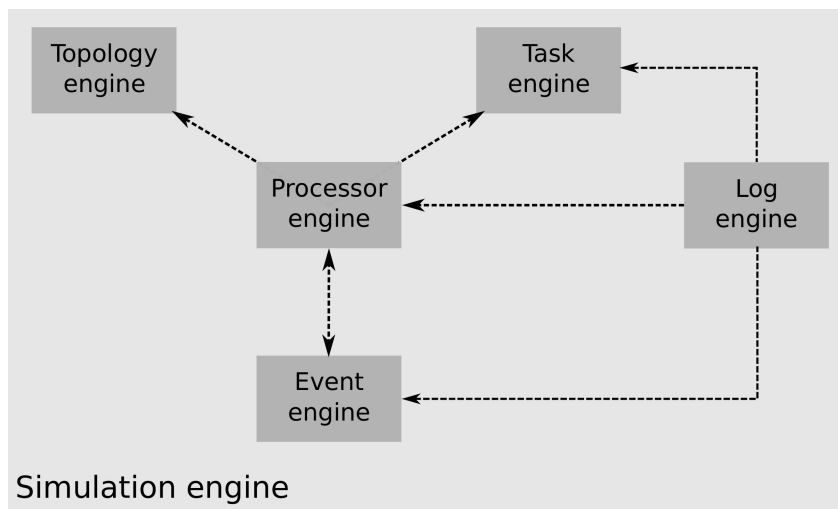 Topology
engine
Task
engine
Processor
engine
Log
engine
Event
engine
Simulation engine